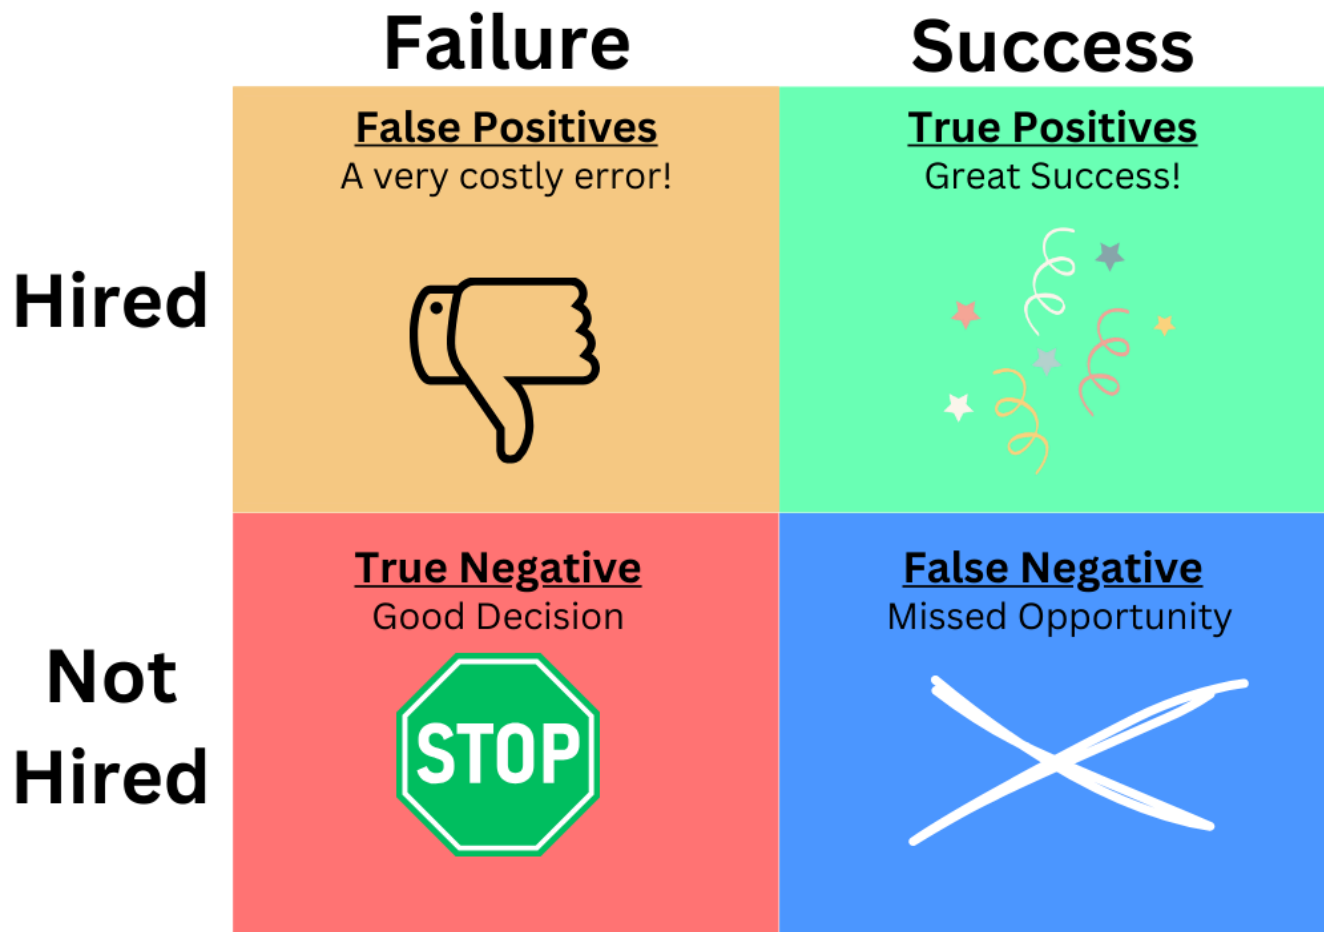 Failure
Success
False Positives
A very costly error!
True Positives
Great Success!
Hired
True Negative
Good Decision
False Negative
Missed Opportunity
Not
Hired
STOP